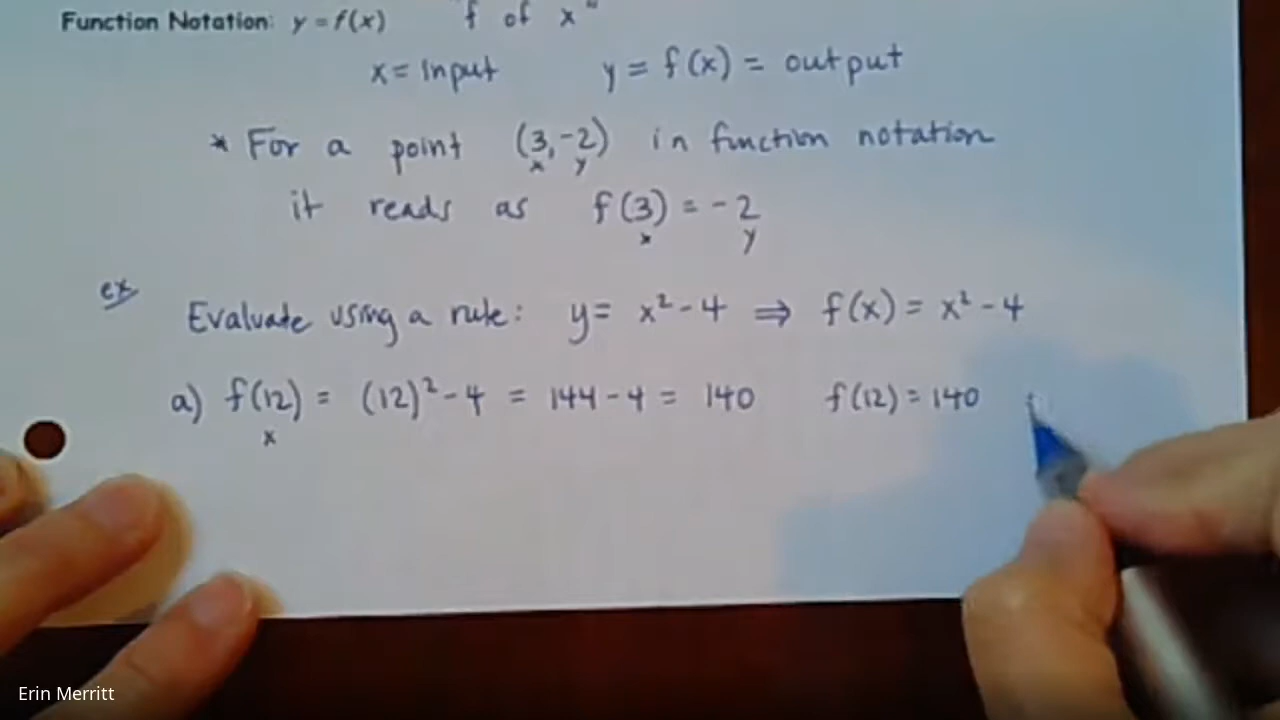 Function Notation: y = f(x) "f of x"
x = input y = f(x) = output
* For a point (3,-2) in function notation
x y
it reads as f(3) = -2
x y
ex
Evaluate using a rule: y = x² - 4 ⇒ f(x) = x² - 4
a) f(12) = (12)² - 4 = 144 - 4 = 140 f(12) = 140
x
Erin Merritt